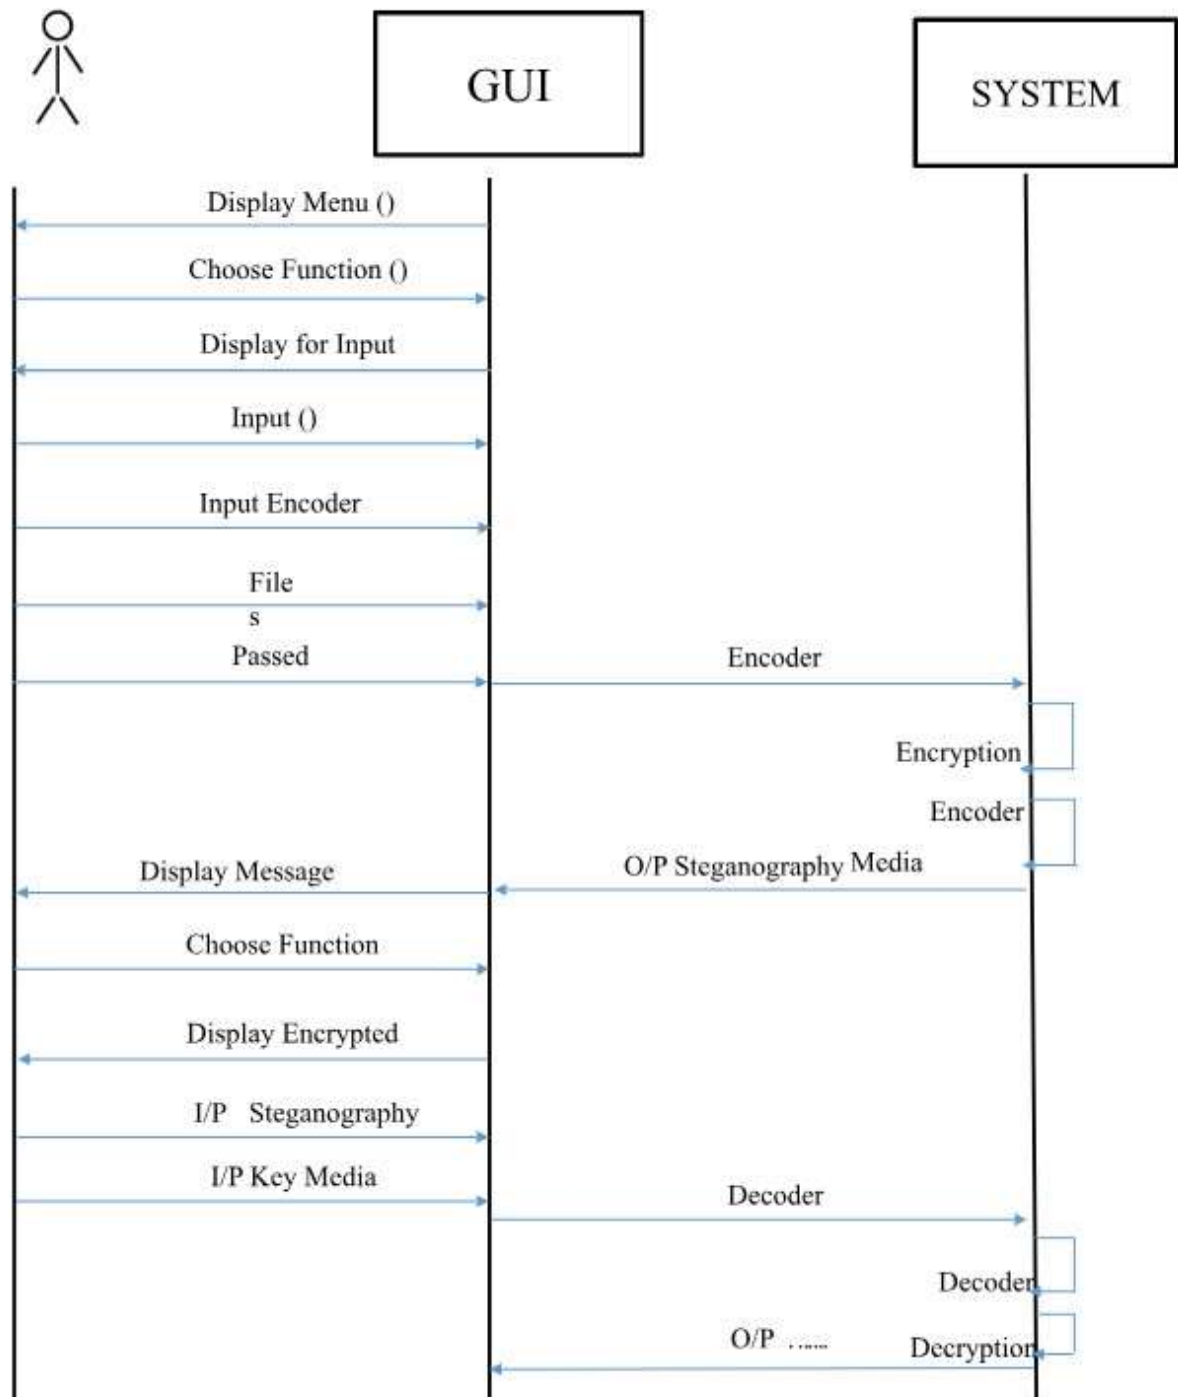 GUI
SYSTEM
Display Menu ()
Choose Function ()
Display for Input
Input ()
Input Encoder
File
s
Passed
Encoder
Encryption
Encoder
O/P Steganography Media
Display Message
Choose Function
Display Encrypted
I/P Steganography
I/P Key Media
Decoder
Decoder
O/P ......
Decryption